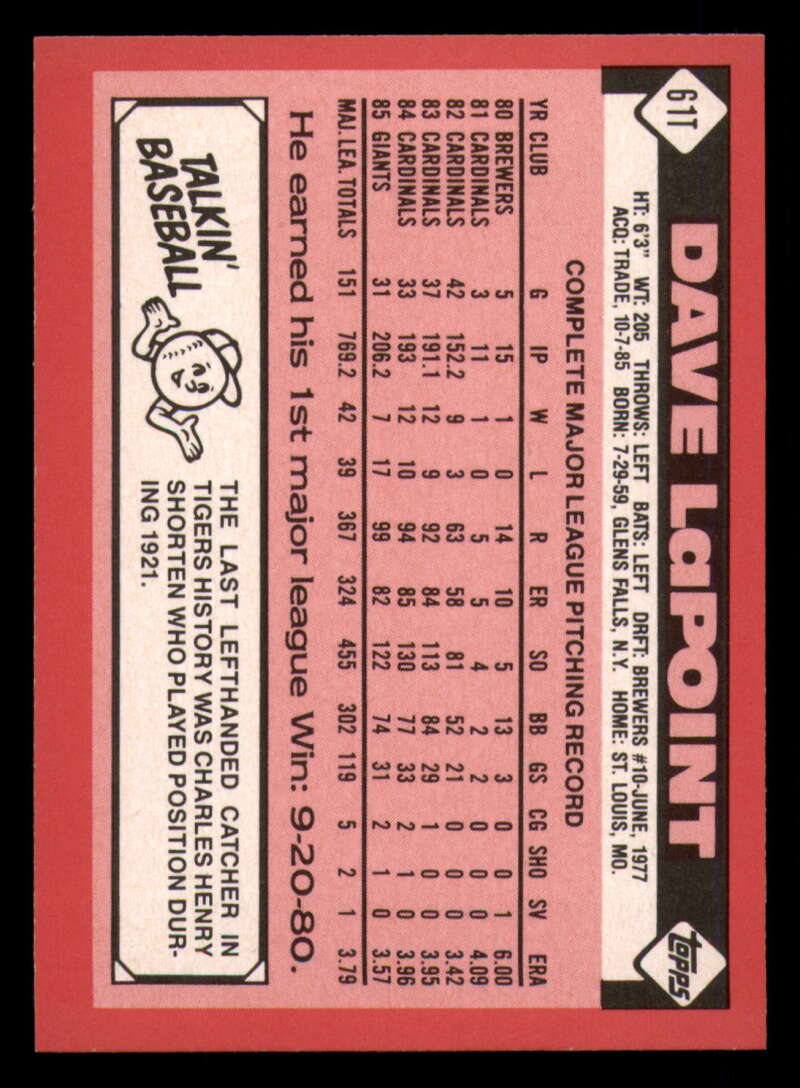 61T
DAVE LaPOINT
topps
HT: 6'3" WT: 205 THROWS: LEFT BATS: LEFT DRFT: BREWERS #10-JUNE, 1977
ACQ: TRADE, 10-7-85 BORN: 7-29-59, GLENS FALLS, N.Y. HOME: ST. LOUIS, MO.
COMPLETE MAJOR LEAGUE PITCHING RECORD
YR CLUB G IP W L R ER SO BB GS CG SHO SV ERA
80 BREWERS 5 15 1 0 14 10 5 13 3 0 0 1 6.00
81 CARDINALS 3 11 1 0 5 5 4 2 2 0 0 0 4.09
82 CARDINALS 42 152.2 9 3 63 58 81 52 21 0 0 0 3.42
83 CARDINALS 37 191.1 12 9 92 84 113 84 29 1 0 0 3.95
84 CARDINALS 33 193 12 10 94 85 130 77 33 2 1 0 3.96
85 GIANTS 31 206.2 7 17 99 82 122 74 31 2 1 0 3.57
MAJ. LEA. TOTALS 151 769.2 42 39 367 324 455 302 119 5 2 1 3.79
He earned his 1st major league Win: 9-20-80.
TALKIN'
BASEBALL
THE LAST LEFTHANDED CATCHER IN
TIGERS HISTORY WAS CHARLES HENRY
SHORTEN WHO PLAYED POSITION DUR-
ING 1921.